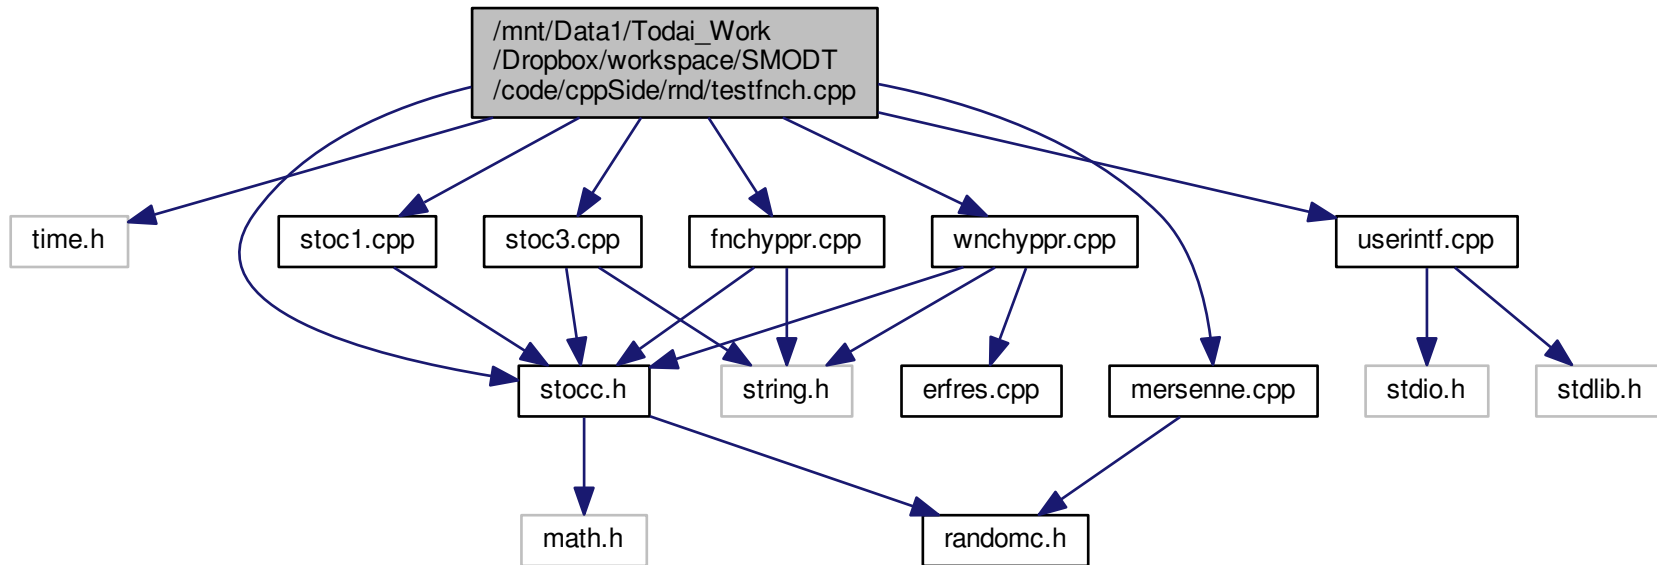 /mnt/Data1/Todai_Work
/Dropbox/workspace/SMODT
/code/cppSide/rnd/testfnch.cpp
time.h
stoc1.cpp
stoc3.cpp
fnchyppr.cpp
wnchyppr.cpp
userintf.cpp
stocc.h
string.h
erfres.cpp
mersenne.cpp
stdio.h
stdlib.h
math.h
randomc.h